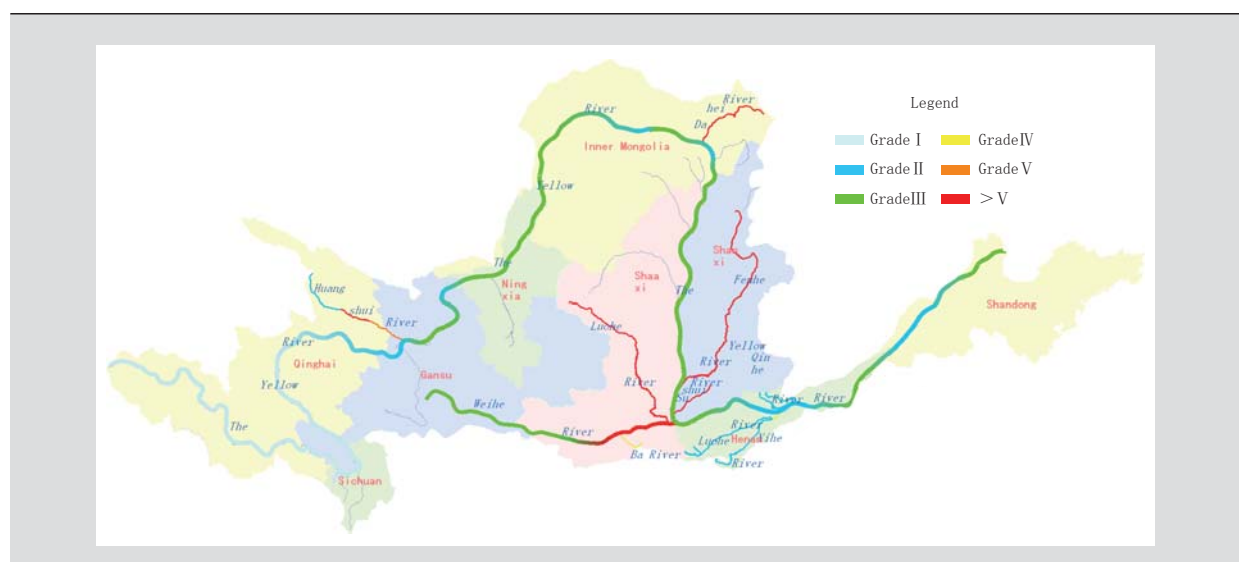 Legend
Grade Ⅰ
GradeⅣ
Grade Ⅱ
Grade Ⅴ
GradeⅢ
＞Ⅴ
River
hei
Da
River
Inner Mongolia
Yellow
The
Ning
xia
Huang
shui
River
River
Qinghai
Yellow
The
Gansu
Sichuan
Weihe
River
Luohe
River
Shaa
xi
The
Shan
xi
Fenhe
River
Yellow
Qin
he
River
shui
Su
Ba River
River
River
River
Luohe
Yihe
River
Shandong